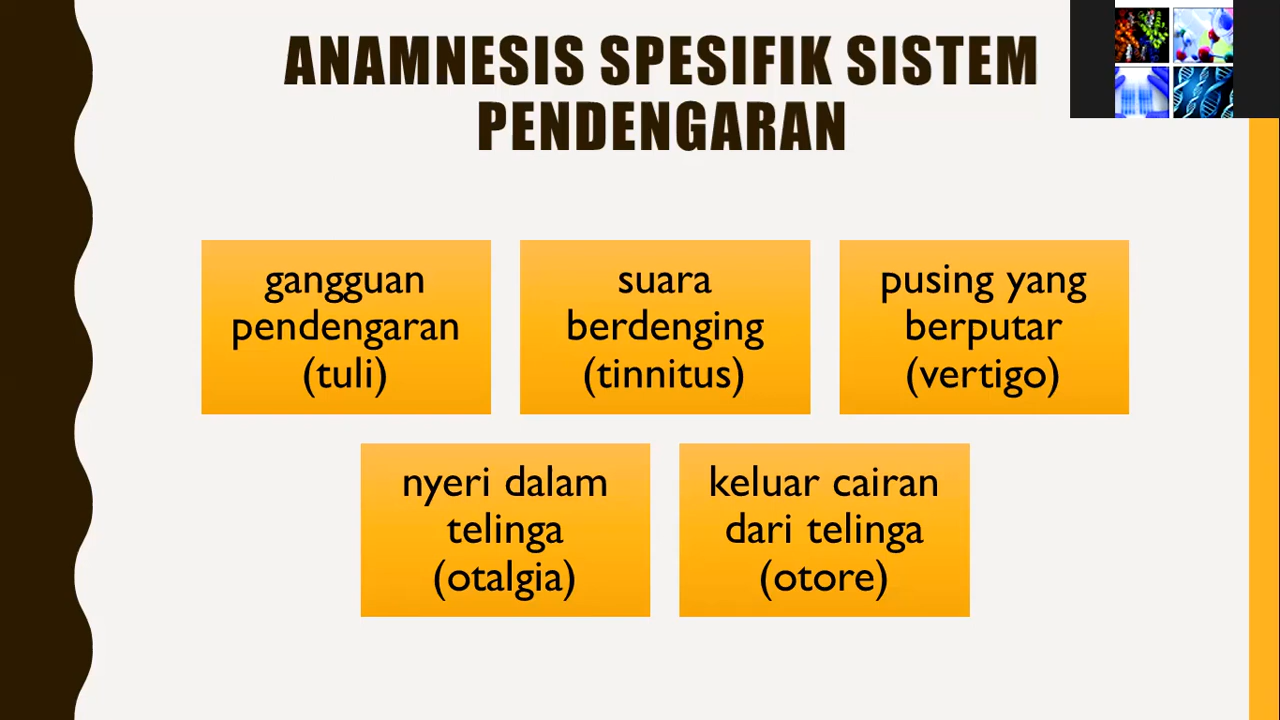 ANAMNESIS SPESIFIK SISTEM
PENDENGARAN
gangguan
pendengaran
(tuli)
suara
berdenging
(tinnitus)
pusing yang
berputar
(vertigo)
nyeri dalam
telinga
(otalgia)
keluar cairan
dari telinga
(otore)